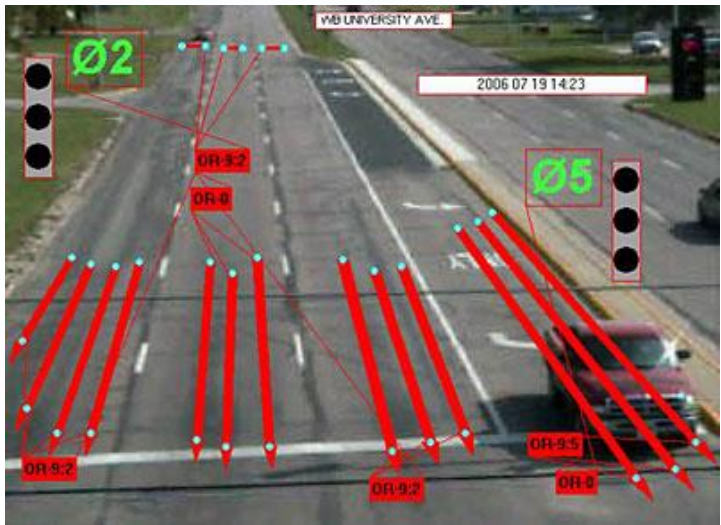 WB UNIVERSITY AVE.
Ø2
2006 07 19 14:23
OR-9:2
Ø5
OR-0
OR-9:2
OR-9:5
OR-9:2
OR-0